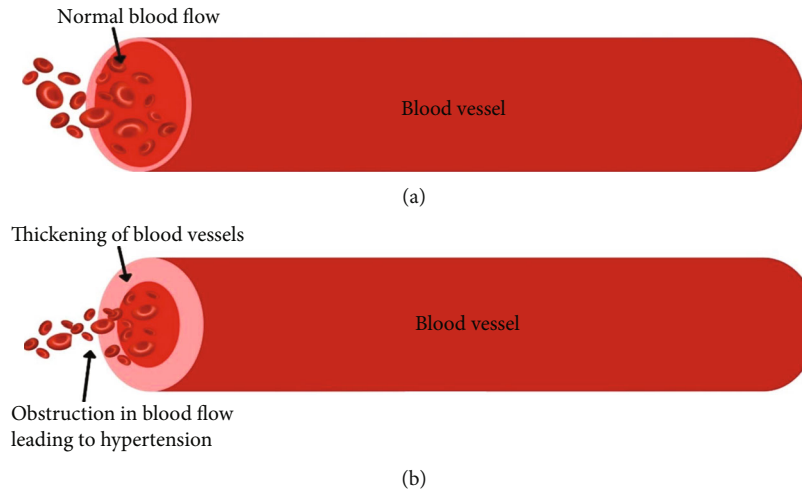 Normal blood flow
Blood vessel
(a)
Thickening of blood vessels
Blood vessel
Obstruction in blood flow
leading to hypertension
(b)